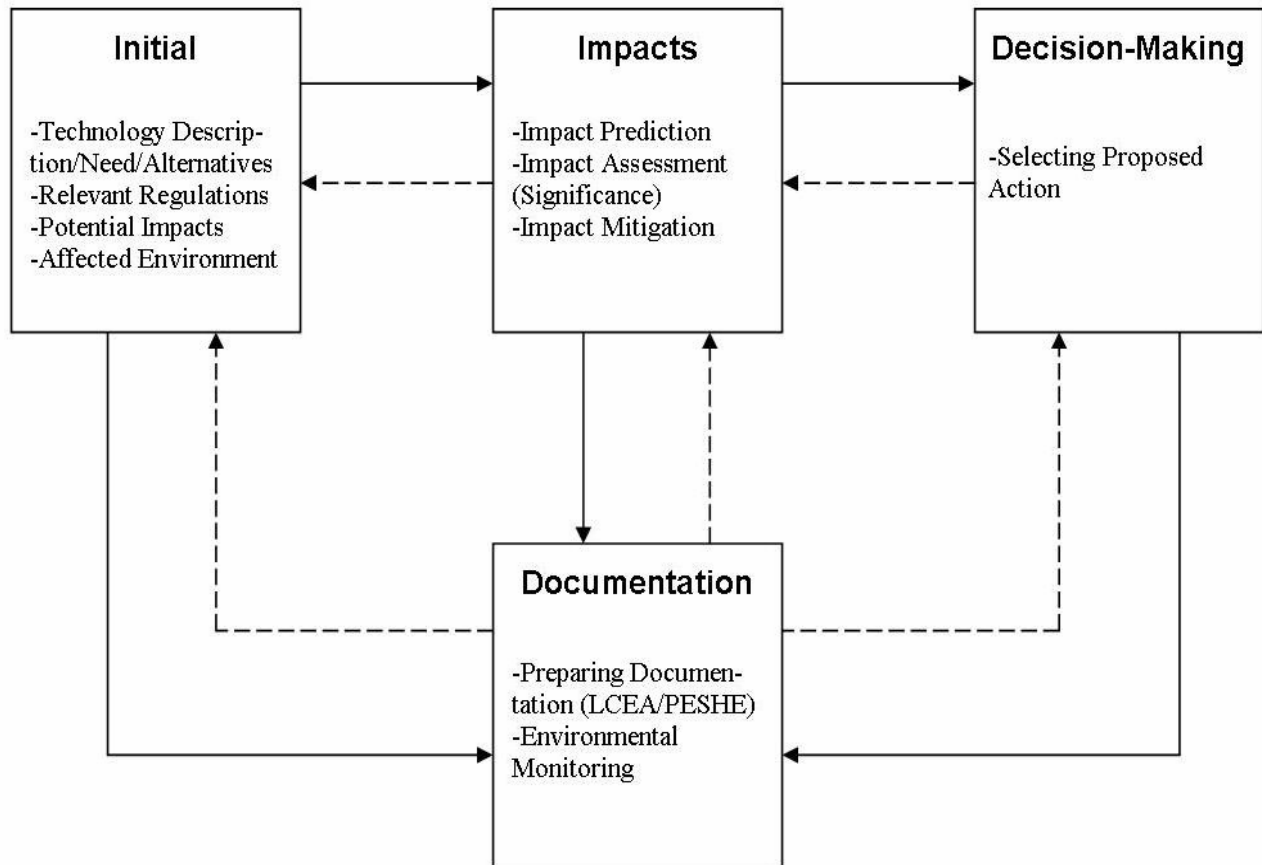 Initial
-Technology Descrip-
tion/Need/Alternatives
-Relevant Regulations
-Potential Impacts
-Affected Environment
Impacts
-Impact Prediction
-Impact Assessment
(Significance)
-Impact Mitigation
Decision-Making
-Selecting Proposed
Action
Documentation
-Preparing Documen-
tation (LCEA/PESHE)
-Environmental
Monitoring